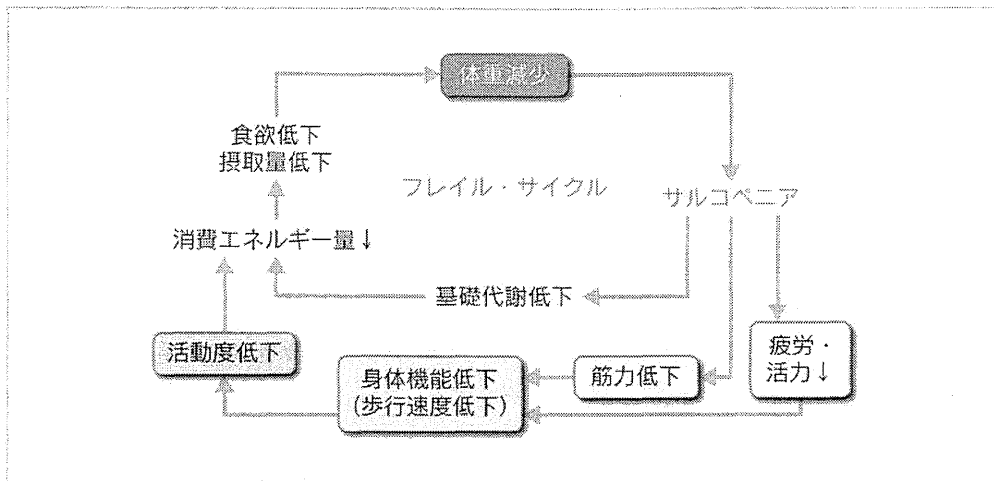 体重減少
食欲低下
摂取量低下
フレイル・サイクル
サルコペニア
消費エネルギー量↓
基礎代謝低下
活動度低下
身体機能低下
(歩行速度低下)
筋力低下
疲労・
活力↓